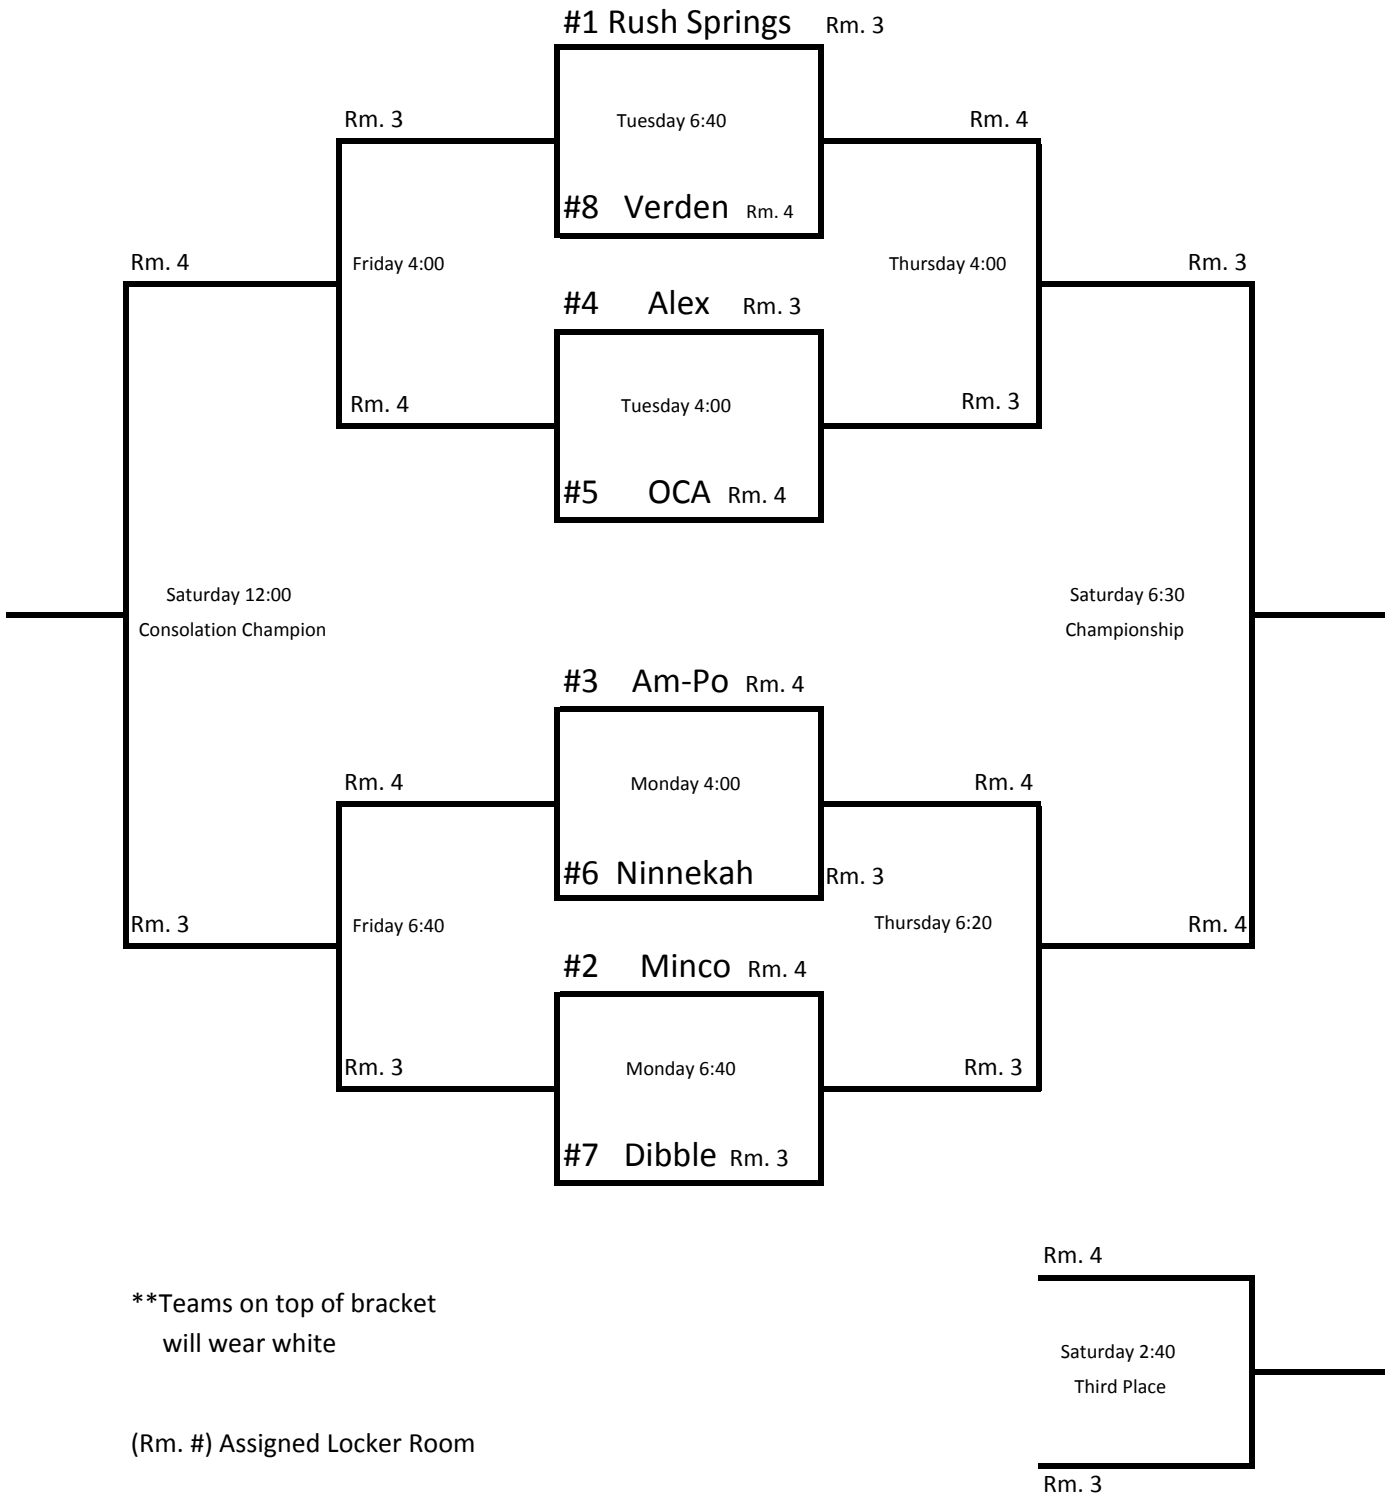 #1 Rush Springs Rm. 3
Rm. 3 Tuesday 6:40 Rm. 4
#8 Verden Rm. 4
Rm. 4 Friday 4:00 Thursday 4:00 Rm. 3
#4 Alex Rm. 3
Rm. 4 Tuesday 4:00 Rm. 3
#5 OCA Rm. 4
Saturday 12:00 Saturday 6:30
Consolation Champion Championship
#3 Am-Po Rm. 4
Rm. 4 Monday 4:00 Rm. 4
#6 Ninnekah Rm. 3
Rm. 3 Friday 6:40 Thursday 6:20 Rm. 4
#2 Minco Rm. 4
Rm. 3 Monday 6:40 Rm. 3
#7 Dibble Rm. 3
Rm. 4
**Teams on top of bracket
will wear white
Saturday 2:40
Third Place
(Rm. #) Assigned Locker Room
Rm. 3